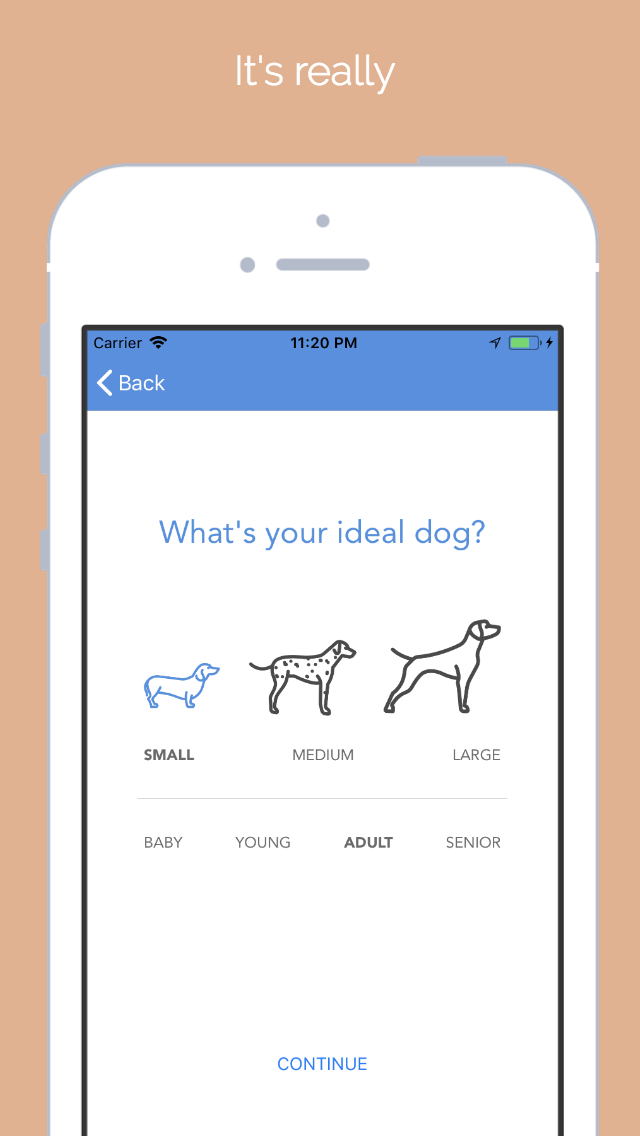 It's really
Carrier 11:20 PM
Back
What's your ideal dog?
SMALL MEDIUM LARGE
BABY YOUNG ADULT SENIOR
CONTINUE